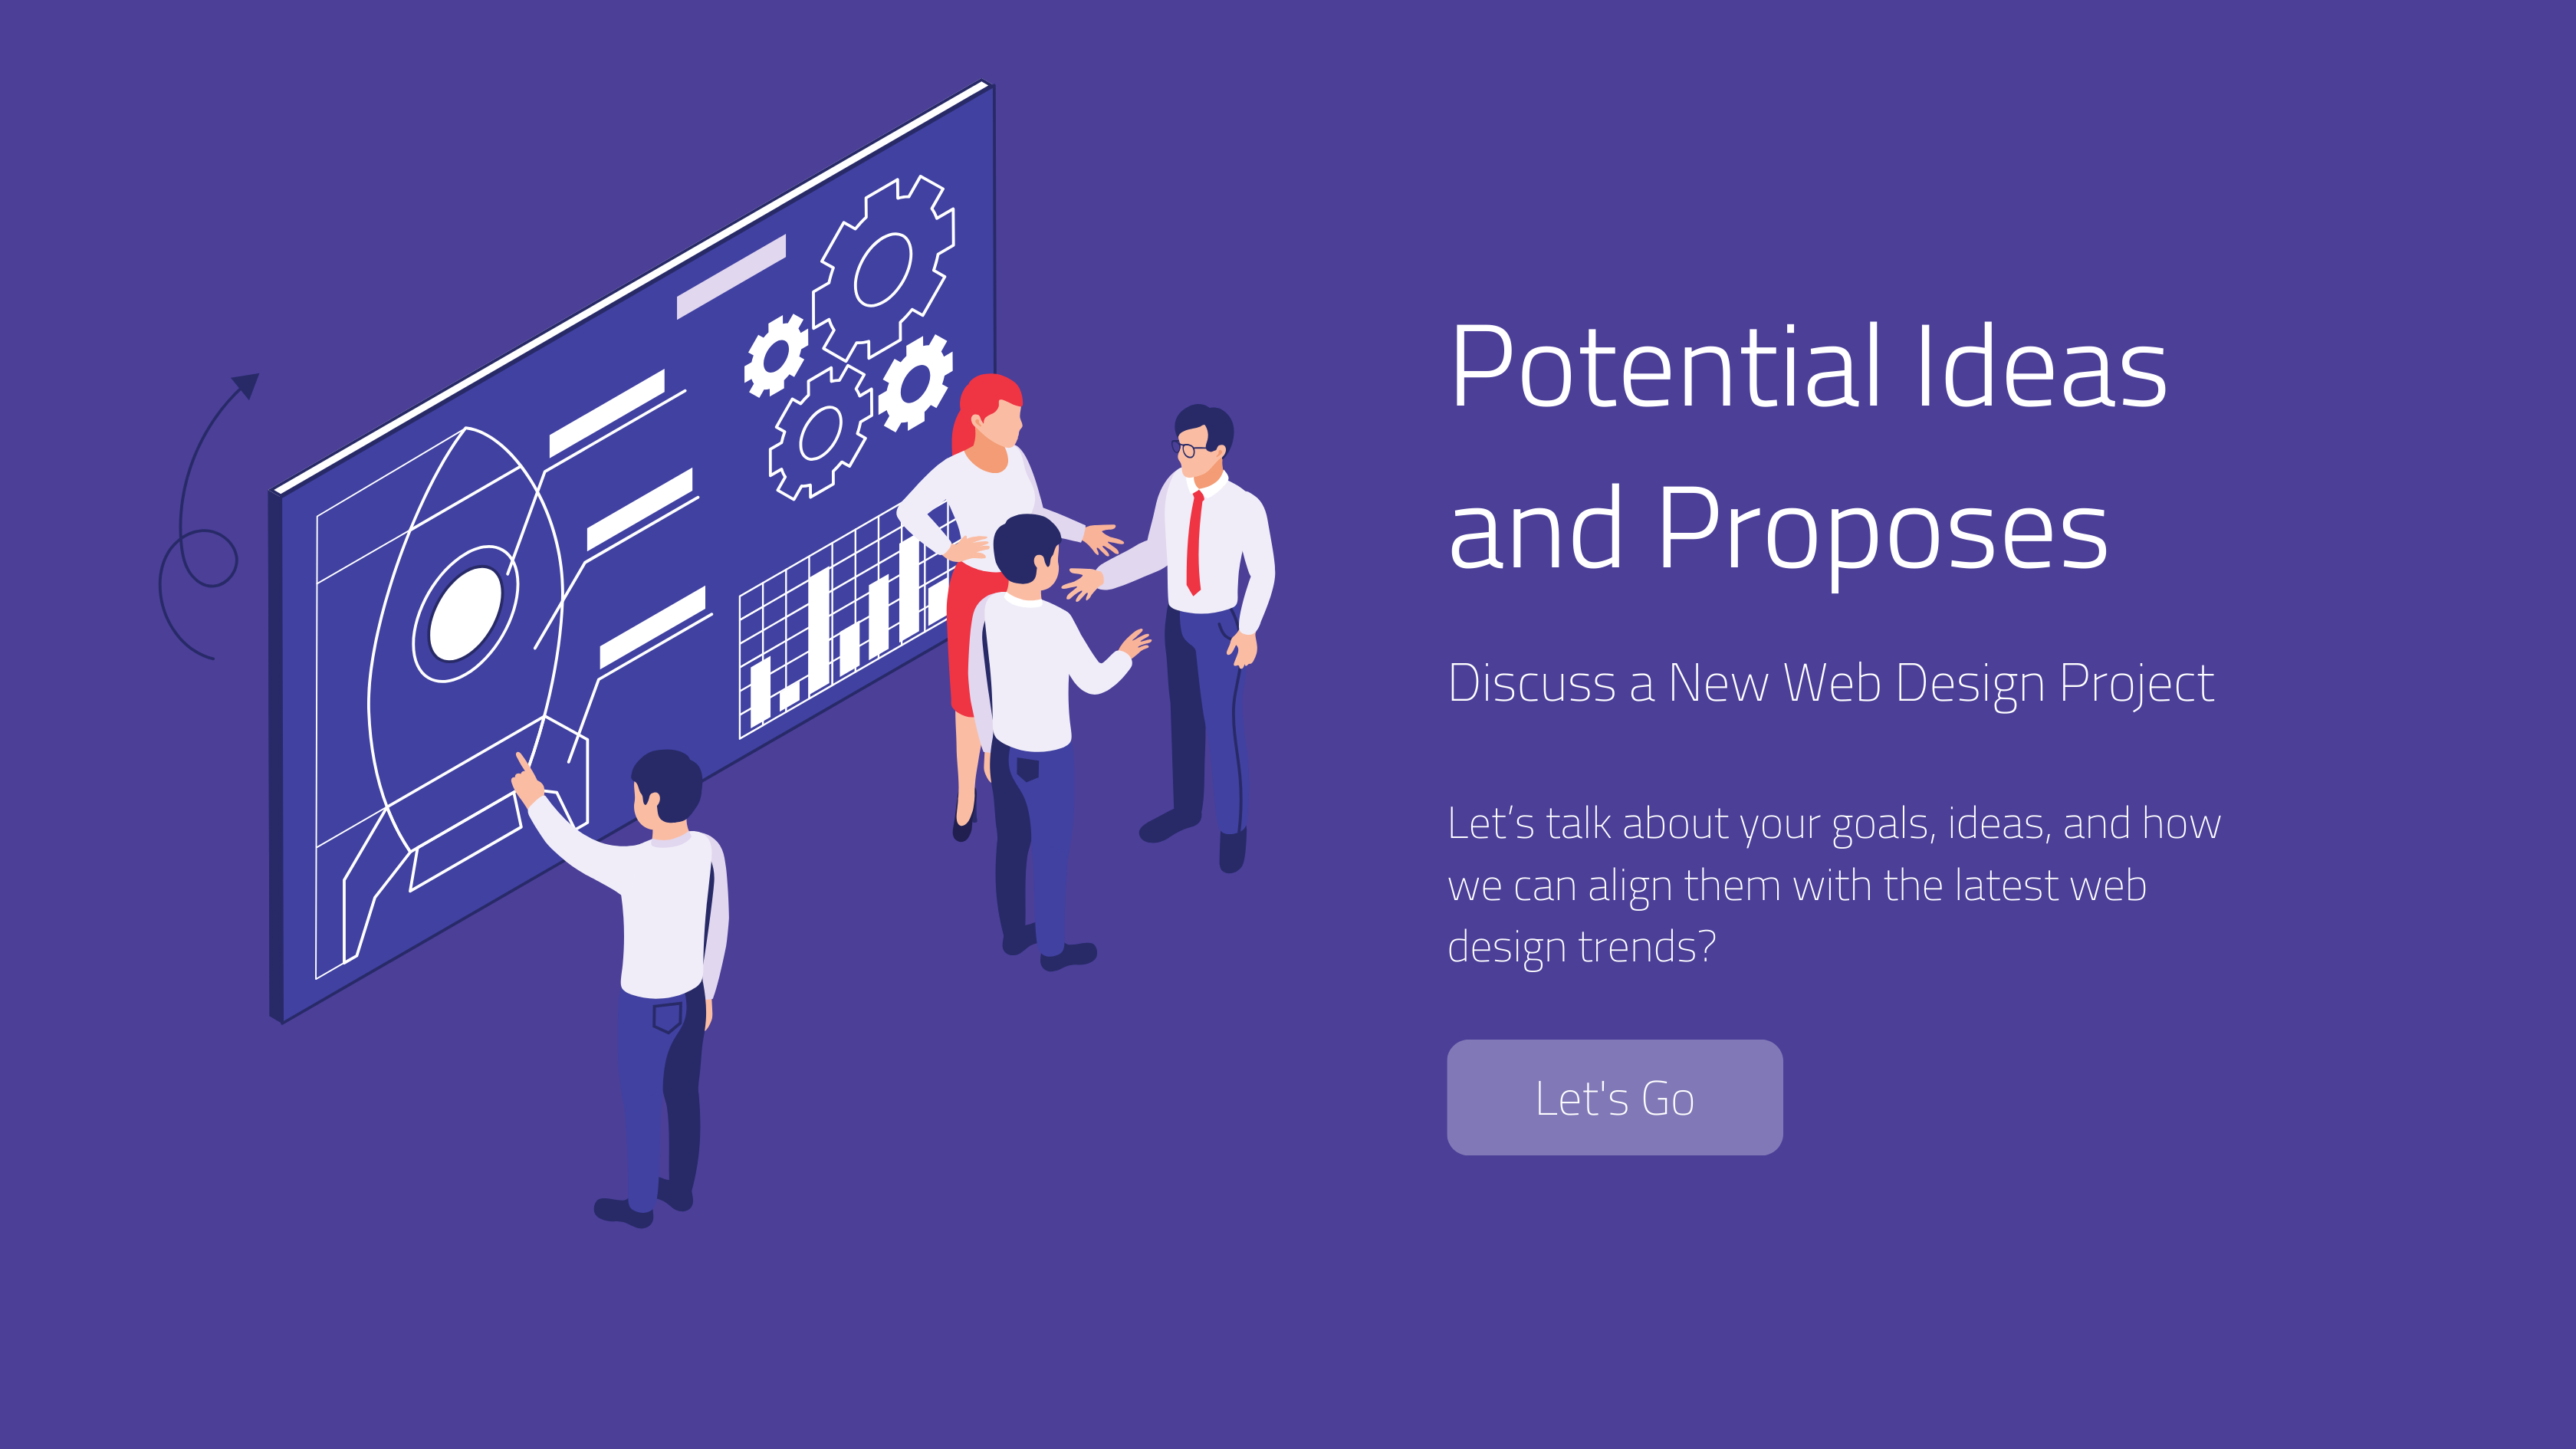 Potential Ideas
and Proposes
Discuss a New Web Design Project
Let’s talk about your goals, ideas, and how
we can align them with the latest web
design trends?
Let's Go